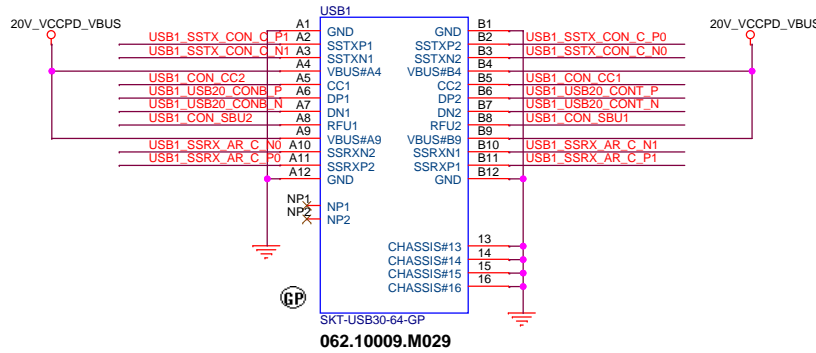 USB1
20V_VCCPD_VBUS
20V_VCCPD_VBUS
A1 GND GND B1
USB1_SSTX_CON_C_P1 A2 SSTXP1 SSTXP2 B2 USB1_SSTX_CON_C_P0
USB1_SSTX_CON_C_N1 A3 SSTXN1 SSTXN2 B3 USB1_SSTX_CON_C_N0
A4 VBUS#A4 VBUS#B4 B4
USB1_CON_CC2 A5 CC1 CC2 B5 USB1_CON_CC1
USB1_USB20_CONB_P A6 DP1 DP2 B6 USB1_USB20_CONT_P
USB1_USB20_CONB_N A7 DN1 DN2 B7 USB1_USB20_CONT_N
USB1_CON_SBU2 A8 RFU1 RFU2 B8 USB1_CON_SBU1
A9 VBUS#A9 VBUS#B9 B9
USB1_SSRX_AR_C_N0 A10 SSRXN2 SSRXN1 B10 USB1_SSRX_AR_C_N1
USB1_SSRX_AR_C_P0 A11 SSRXP2 SSRXP1 B11 USB1_SSRX_AR_C_P1
A12 GND GND B12
NP1 NP1
NP2 NP2
CHASSIS#13 13
CHASSIS#14 14
CHASSIS#15 15
CHASSIS#16 16
GP
SKT-USB30-64-GP
062.10009.M029